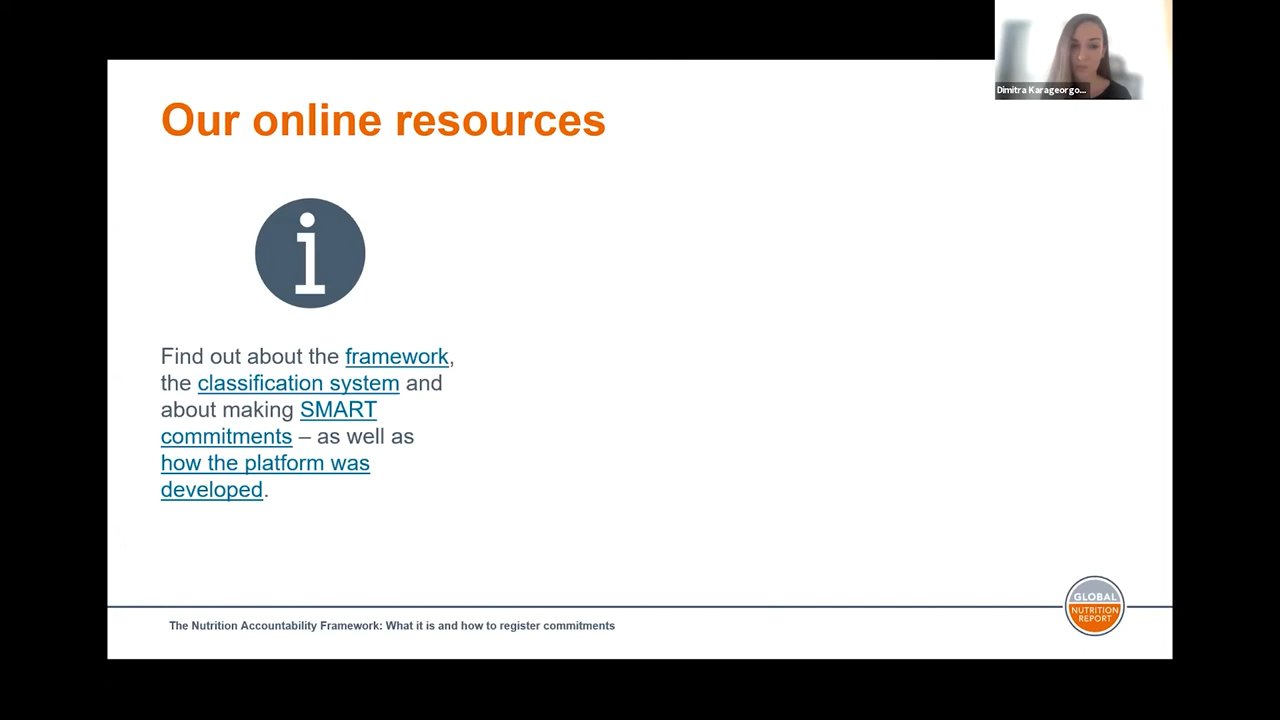 Dimitra Karageorgo...
Our online resources
i
Find out about the framework,
the classification system and
about making SMART
commitments – as well as
how the platform was
developed.
The Nutrition Accountability Framework: What it is and how to register commitments
GLOBAL
NUTRITION
REPORT